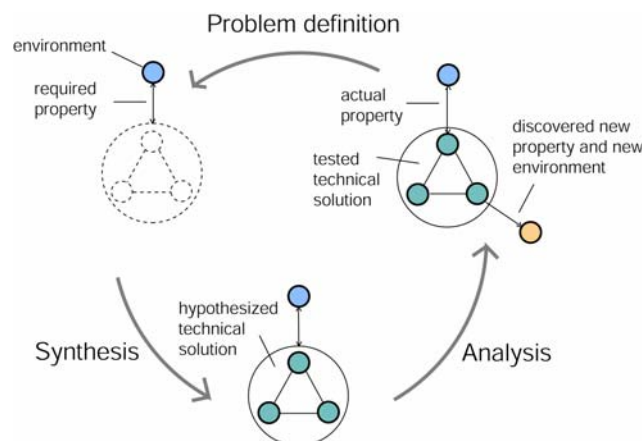 Problem definition
environment
required
property
actual
property
discovered new
property and new
environment
tested
technical
solution
hypothesized
technical
solution
Synthesis
Analysis